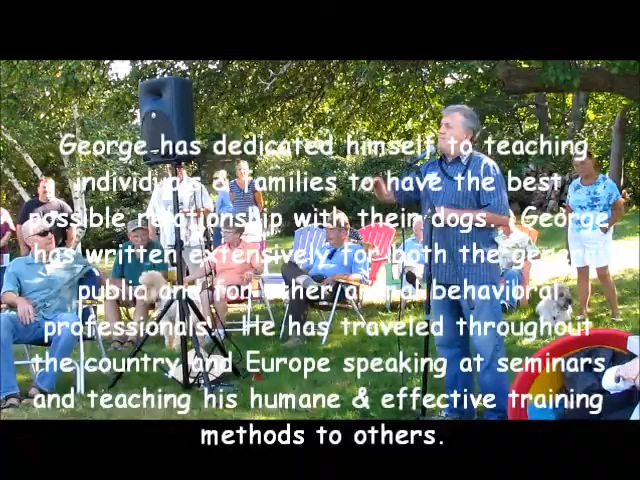 George has dedicated himself to teaching
individuals & families to have the best
possible relationship with their dogs. George
has written extensively for both the general
public and for other animal behavioral
professionals. He has traveled throughout
the country and Europe speaking at seminars
and teaching his humane & effective training
methods to others.